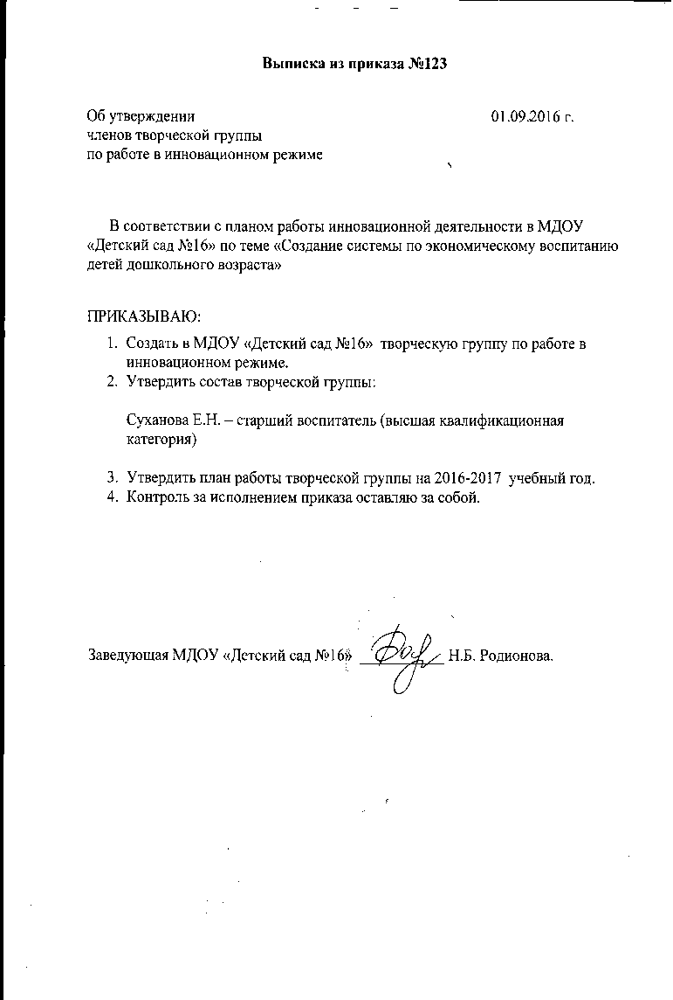 Выписка из приказа №123
Об утверждении 01.09.2016 г.
членов творческой группы
по работе в инновационном режиме
В соответствии с планом работы инновационной деятельности в МДОУ
«Детский сад №16» по теме «Создание системы по экономическому воспитанию
детей дошкольного возраста»
ПРИКАЗЫВАЮ:
1. Создать в МДОУ «Детский сад №16» творческую группу по работе в
инновационном режиме.
2. Утвердить состав творческой группы:
Суханова Е.Н. – старший воспитатель (высшая квалификационная
категория)
3. Утвердить план работы творческой группы на 2016-2017 учебный год.
4. Контроль за исполнением приказа оставляю за собой.
Заведующая МДОУ «Детский сад №16» Н.Б. Родионова.